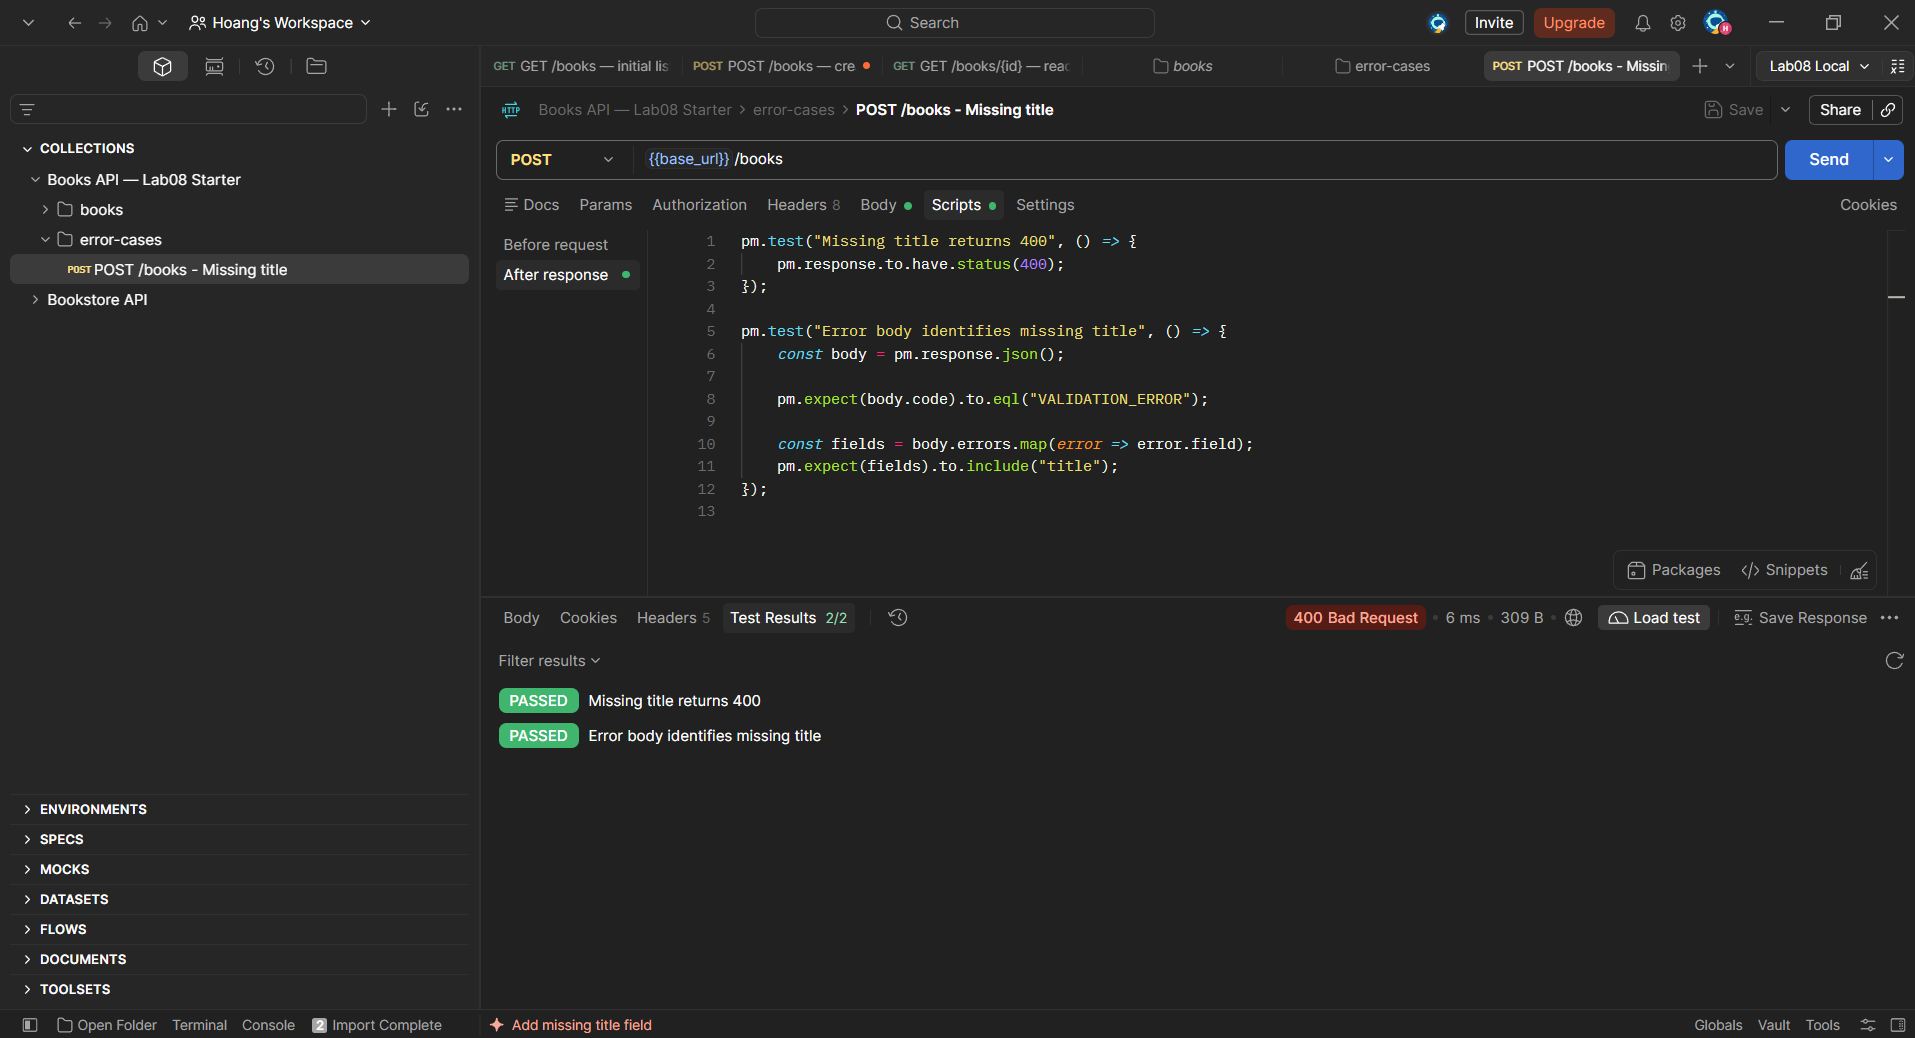 Hoang's Workspace
Search
Invite
Upgrade
H
GET GET /books — initial lis
POST POST /books — cre
GET GET /books/{id} — read
books
error-cases
POST POST /books - Missin
Lab08 Local
HTTP Books API — Lab08 Starter > error-cases > POST /books - Missing title
Save
Share
COLLECTIONS
Books API — Lab08 Starter
books
error-cases
POST POST /books - Missing title
Bookstore API
POST
{{base_url}} /books
Send
Docs
Params
Authorization
Headers 8
Body
Scripts
Settings
Cookies
Before request
After response
1 pm.test("Missing title returns 400", () => {
2 pm.response.to.have.status(400);
3 });
4
5 pm.test("Error body identifies missing title", () => {
6 const body = pm.response.json();
7
8 pm.expect(body.code).to.eql("VALIDATION_ERROR");
9
10 const fields = body.errors.map(error => error.field);
11 pm.expect(fields).to.include("title");
12 });
13
Packages
Snippets
Body
Cookies
Headers 5
Test Results 2/2
400 Bad Request
6 ms
309 B
Load test
e.g. Save Response
Filter results
PASSED Missing title returns 400
PASSED Error body identifies missing title
ENVIRONMENTS
SPECS
MOCKS
DATASETS
FLOWS
DOCUMENTS
TOOLSETS
Open Folder
Terminal
Console
2 Import Complete
Add missing title field
Globals
Vault
Tools